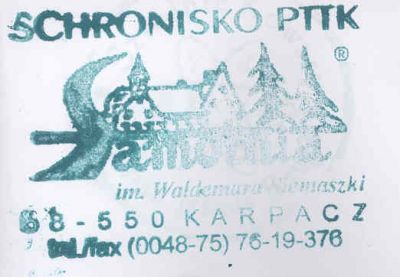 SCHRONISKO PTTK
®
Samotnia
im. Waldemara Siemaszki
58-550 KARPACZ
tel./fax (0048-75) 76-19-376